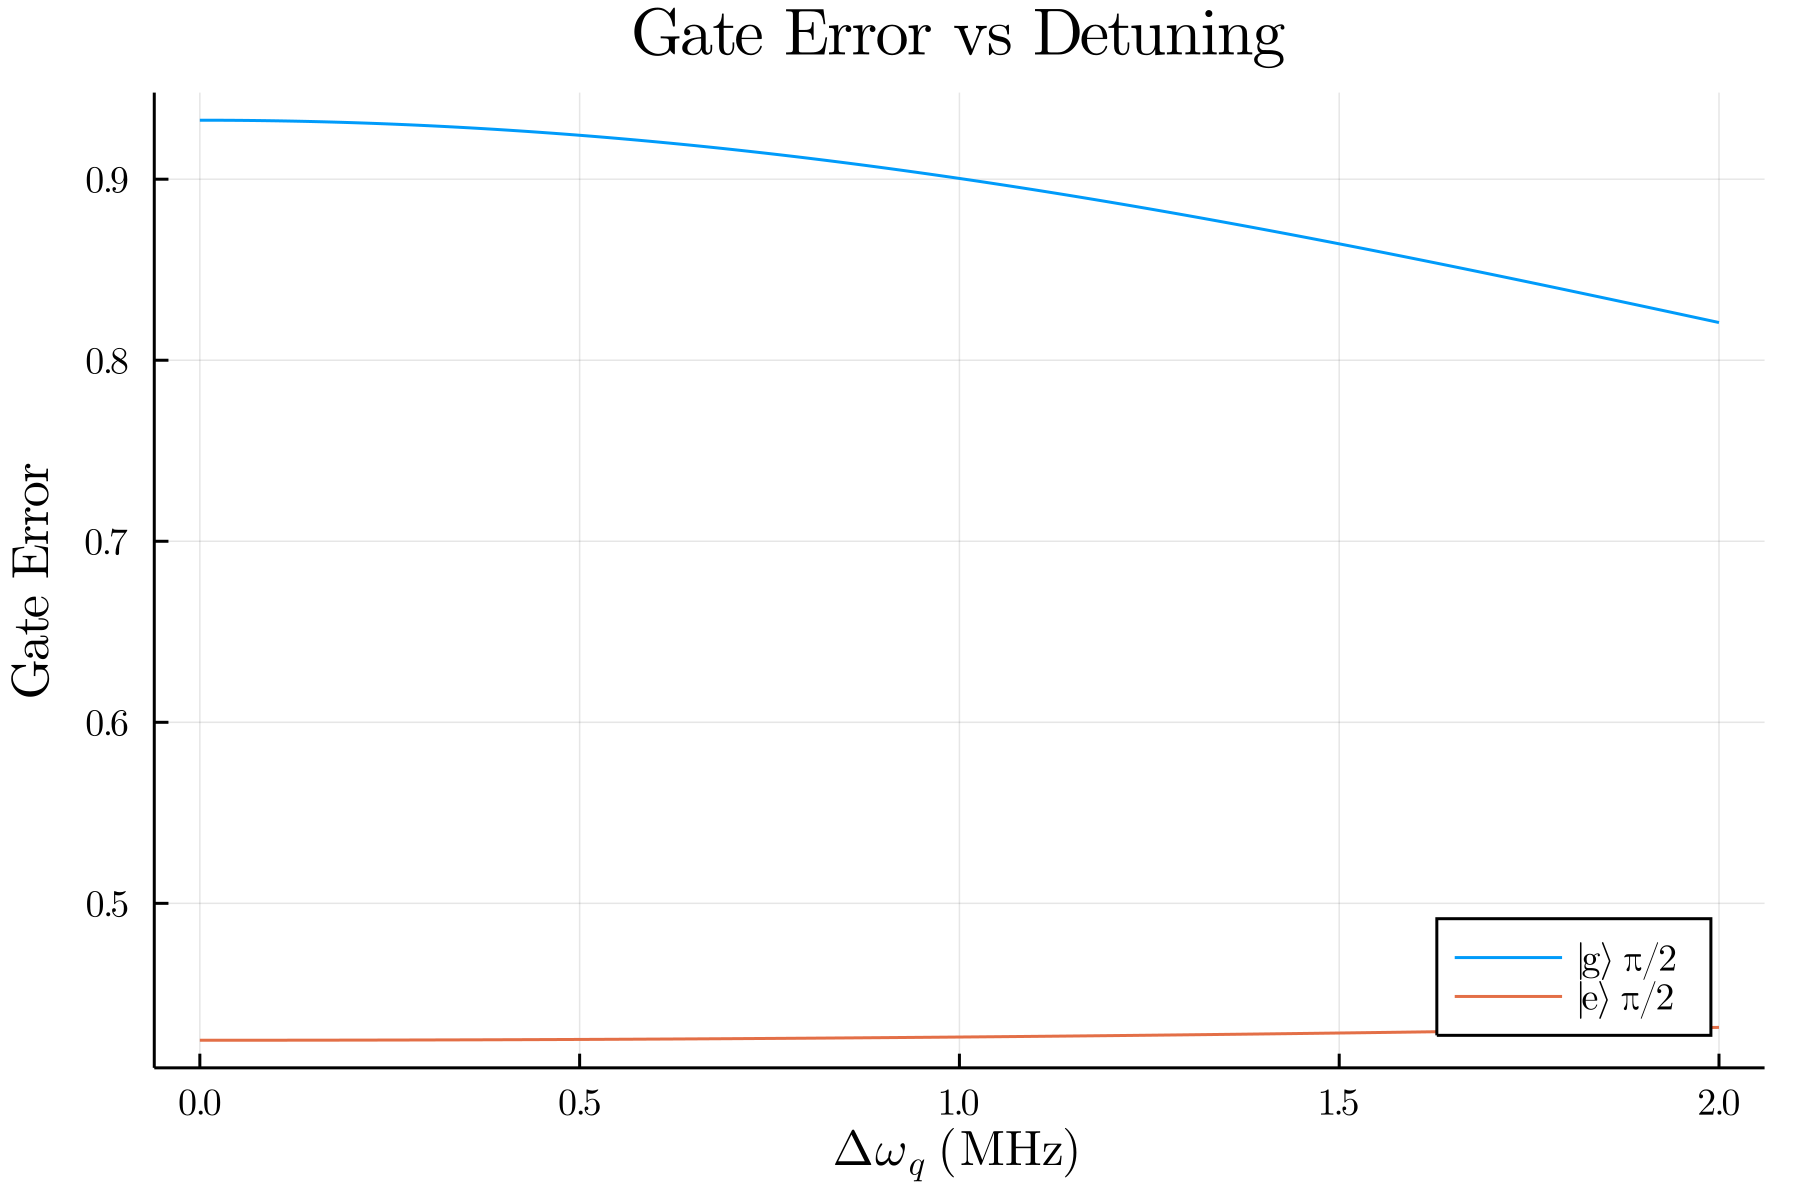 Gate Error vs Detuning
Gate Error
0.9
0.8
0.7
0.6
0.5
|g⟩ π/2
|e⟩ π/2
0.0 0.5 1.0 1.5 2.0
Δω_q (MHz)